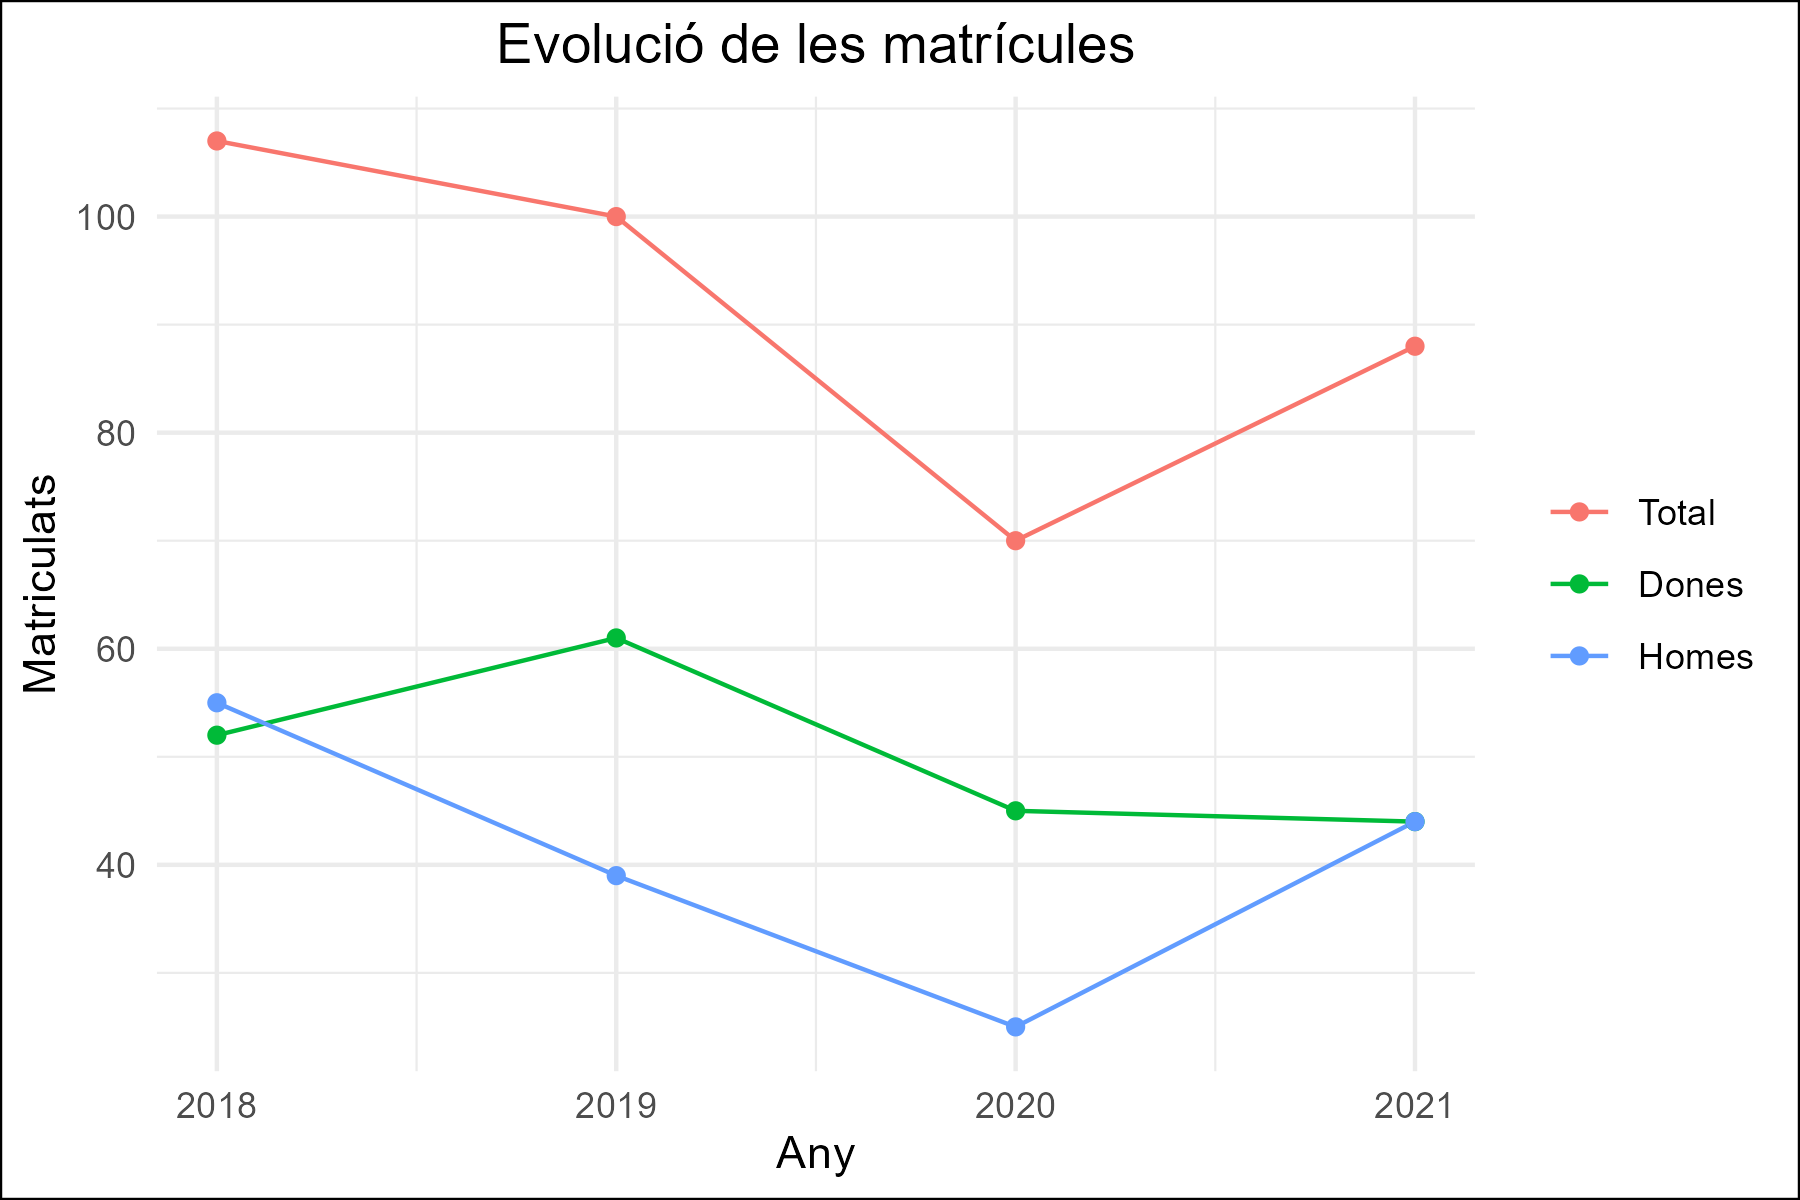 Evolució de les matrícules
100
80
60
40
Matriculats
2018 2019 2020 2021
Any
Total
Dones
Homes